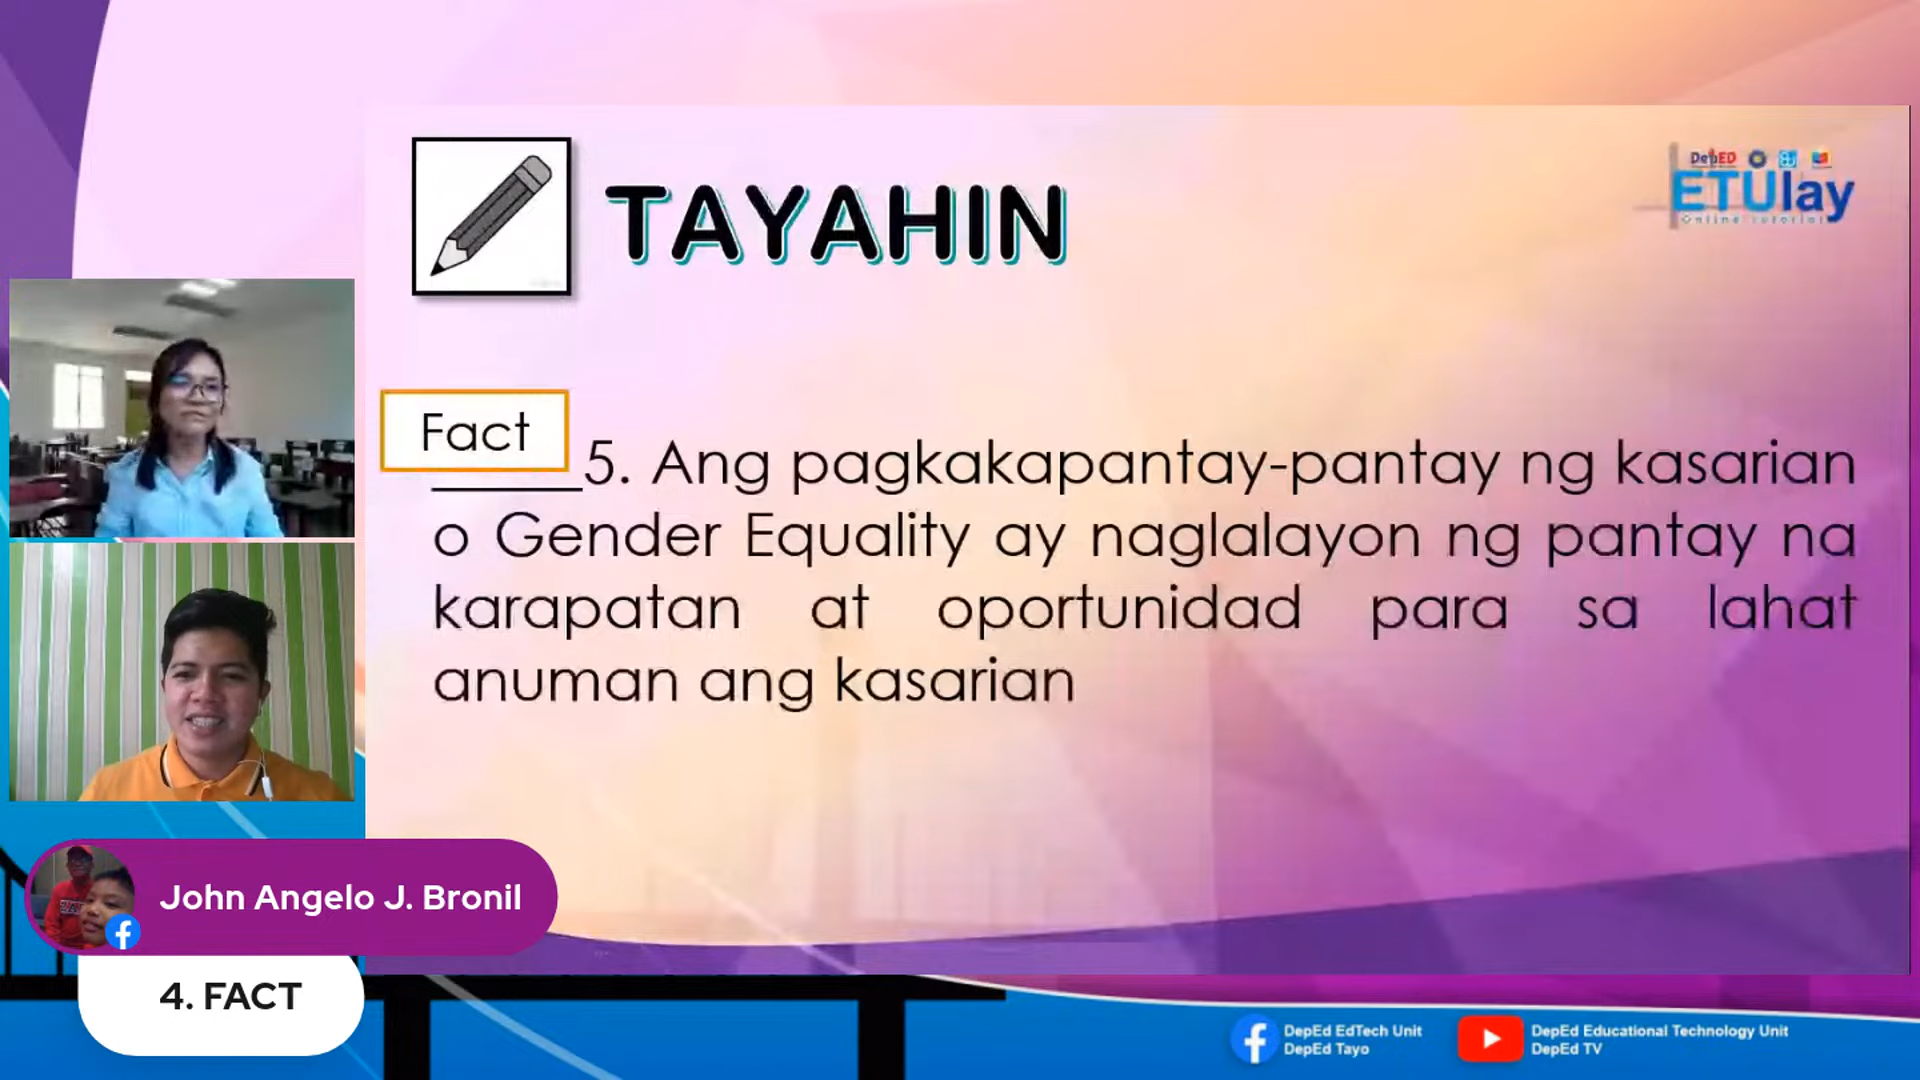 TAYAHIN
DepED
ETUlay
Online Tutorial
Fact
_____5. Ang pagkakapantay-pantay ng kasarian
o Gender Equality ay naglalayon ng pantay na
karapatan at oportunidad para sa lahat
anuman ang kasarian
John Angelo J. Bronil
4. FACT
DepEd EdTech Unit
DepEd Tayo
DepEd Educational Technology Unit
DepEd TV